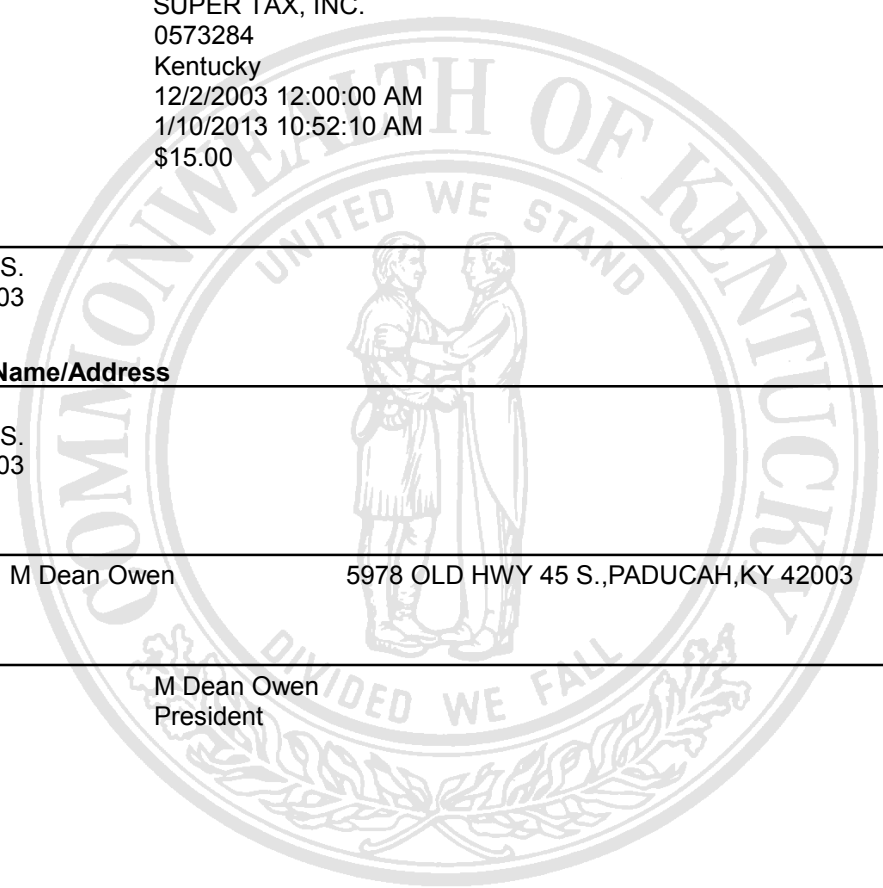 SUPER TAX, INC.
0573284
Kentucky
12/2/2003 12:00:00 AM
1/10/2013 10:52:10 AM
$15.00
S.
03
Name/Address
S.
03
M Dean Owen 5978 OLD HWY 45 S.,PADUCAH,KY 42003
M Dean Owen
President
COMMONWEALTH OF KENTUCKY
UNITED WE STAND
DIVIDED WE FALL